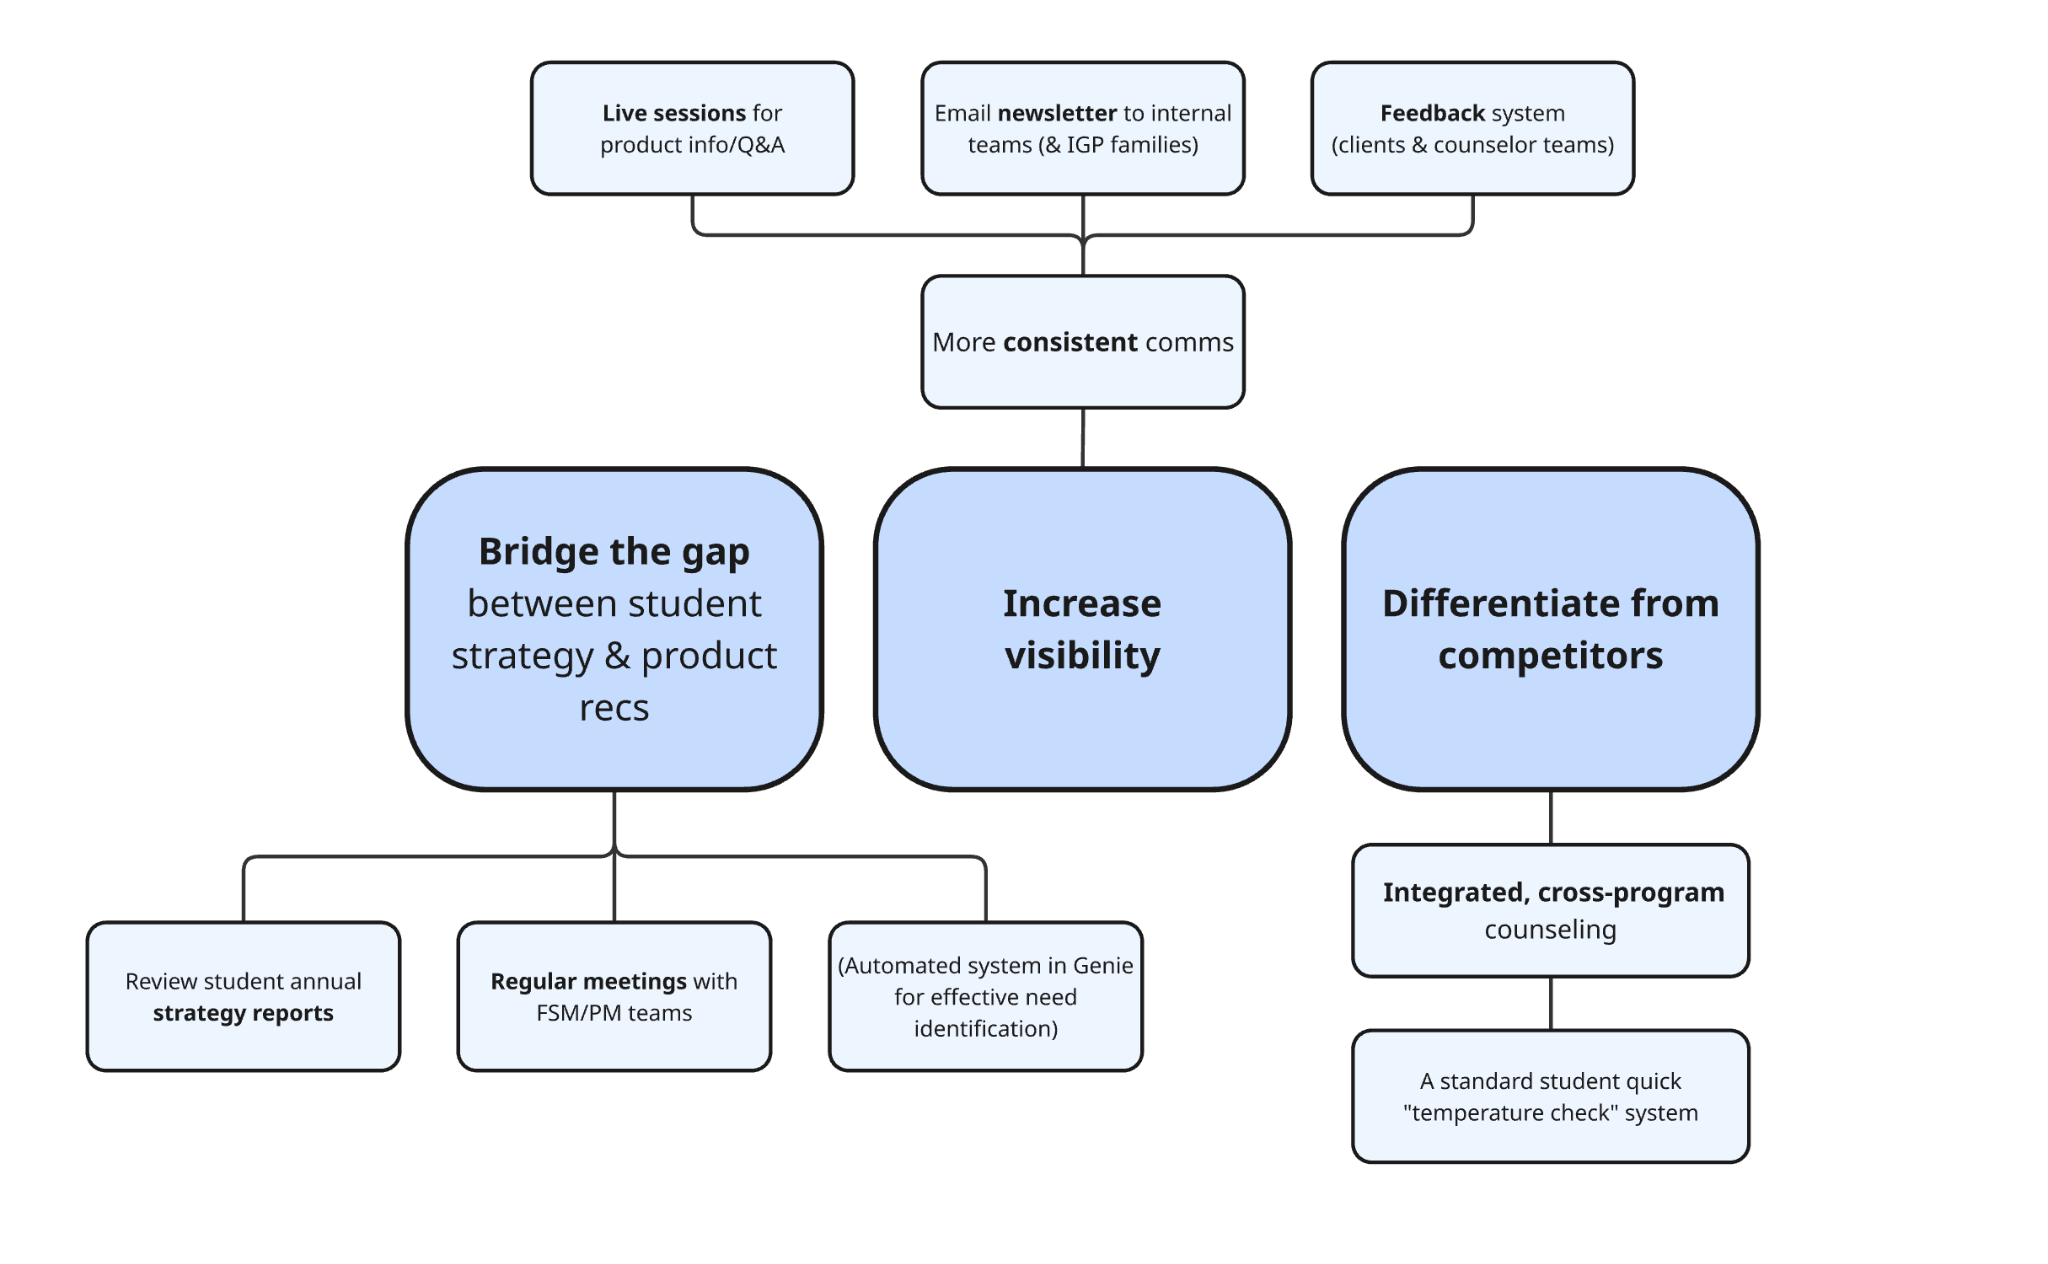 Live sessions for
product info/Q&A
Email newsletter to internal
teams (& IGP families)
Feedback system
(clients & counselor teams)
More consistent comms
Bridge the gap
between student
strategy & product
recs
Increase
visibility
Differentiate from
competitors
Review student annual
strategy reports
Regular meetings with
FSM/PM teams
(Automated system in Genie
for effective need
identification)
Integrated, cross-program
counseling
A standard student quick
"temperature check" system